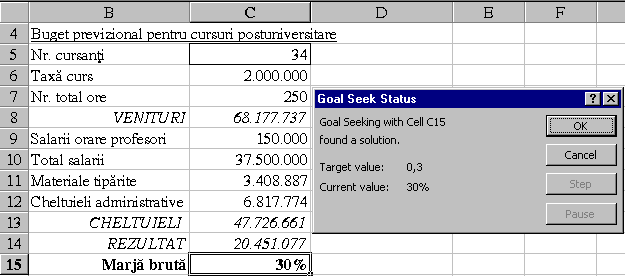 B C D E F
4 Buget previzional pentru cursuri postuniversitare
5 Nr. cursanţi 34
6 Taxă curs 2.000.000
7 Nr. total ore 250
8 VENITURI 68.177.737
9 Salarii orare profesori 150.000
10 Total salarii 37.500.000
11 Materiale tipărite 3.408.887
12 Cheltuieli administrative 6.817.774
13 CHELTUIELI 47.726.661
14 REZULTAT 20.451.077
15 Marjă brută 30%
Goal Seek Status
Goal Seeking with Cell C15
found a solution.
Target value: 0,3
Current value: 30%
OK
Cancel
Step
Pause